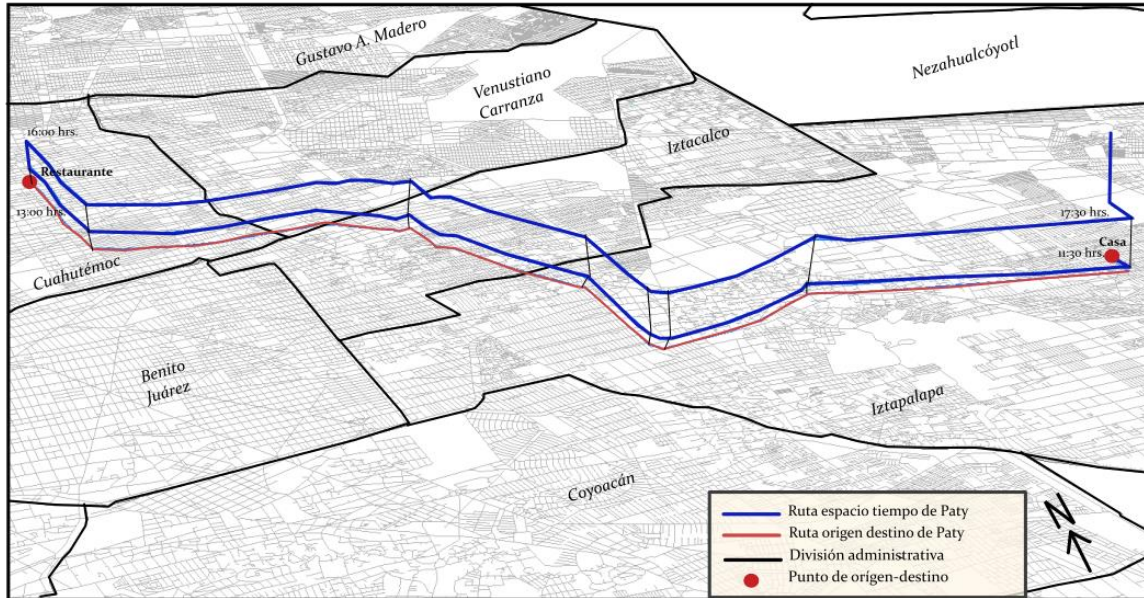 Gustavo A. Madero
Nezahualcóyotl
Venustiano
Carranza
Iztacalco
16:00 hrs.
Restaurante
13:00 hrs.
17:30 hrs.
Casa
11:30 hrs.
Cuahutémoc
Benito
Juárez
Iztapalapa
Coyoacán
Ruta espacio tiempo de Paty
Ruta origen destino de Paty
División administrativa
Punto de orígen-destino
N